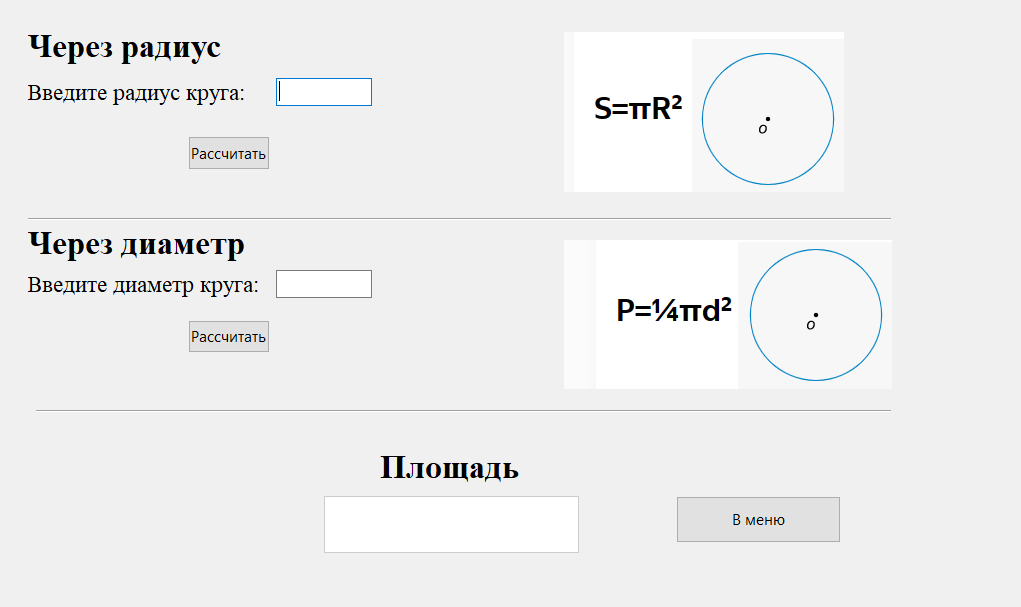 Через радиус
Введите радиус круга:
S=πR²
o
Рассчитать
Через диаметр
Введите диаметр круга:
P=¼πd²
o
Рассчитать
Площадь
В меню